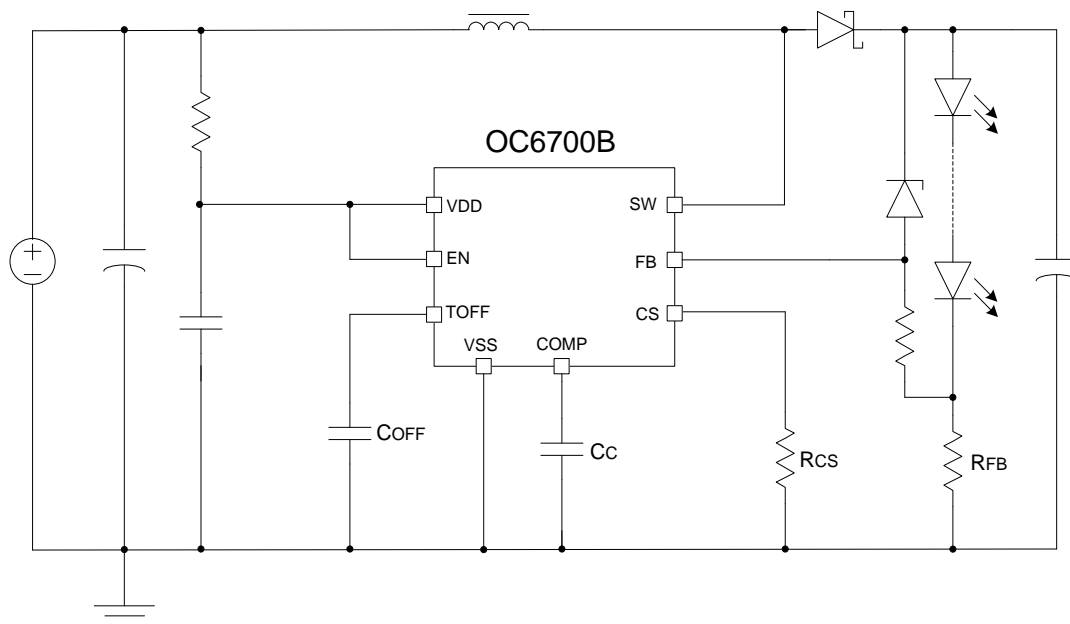 OC6700B
VDD
SW
EN
FB
TOFF
CS
VSS
COMP
COFF
CC
RCS
RFB